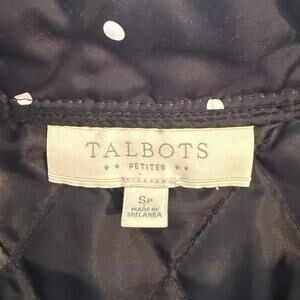 TALBOTS
PETITES
SP
MADE IN
SRI LANKA